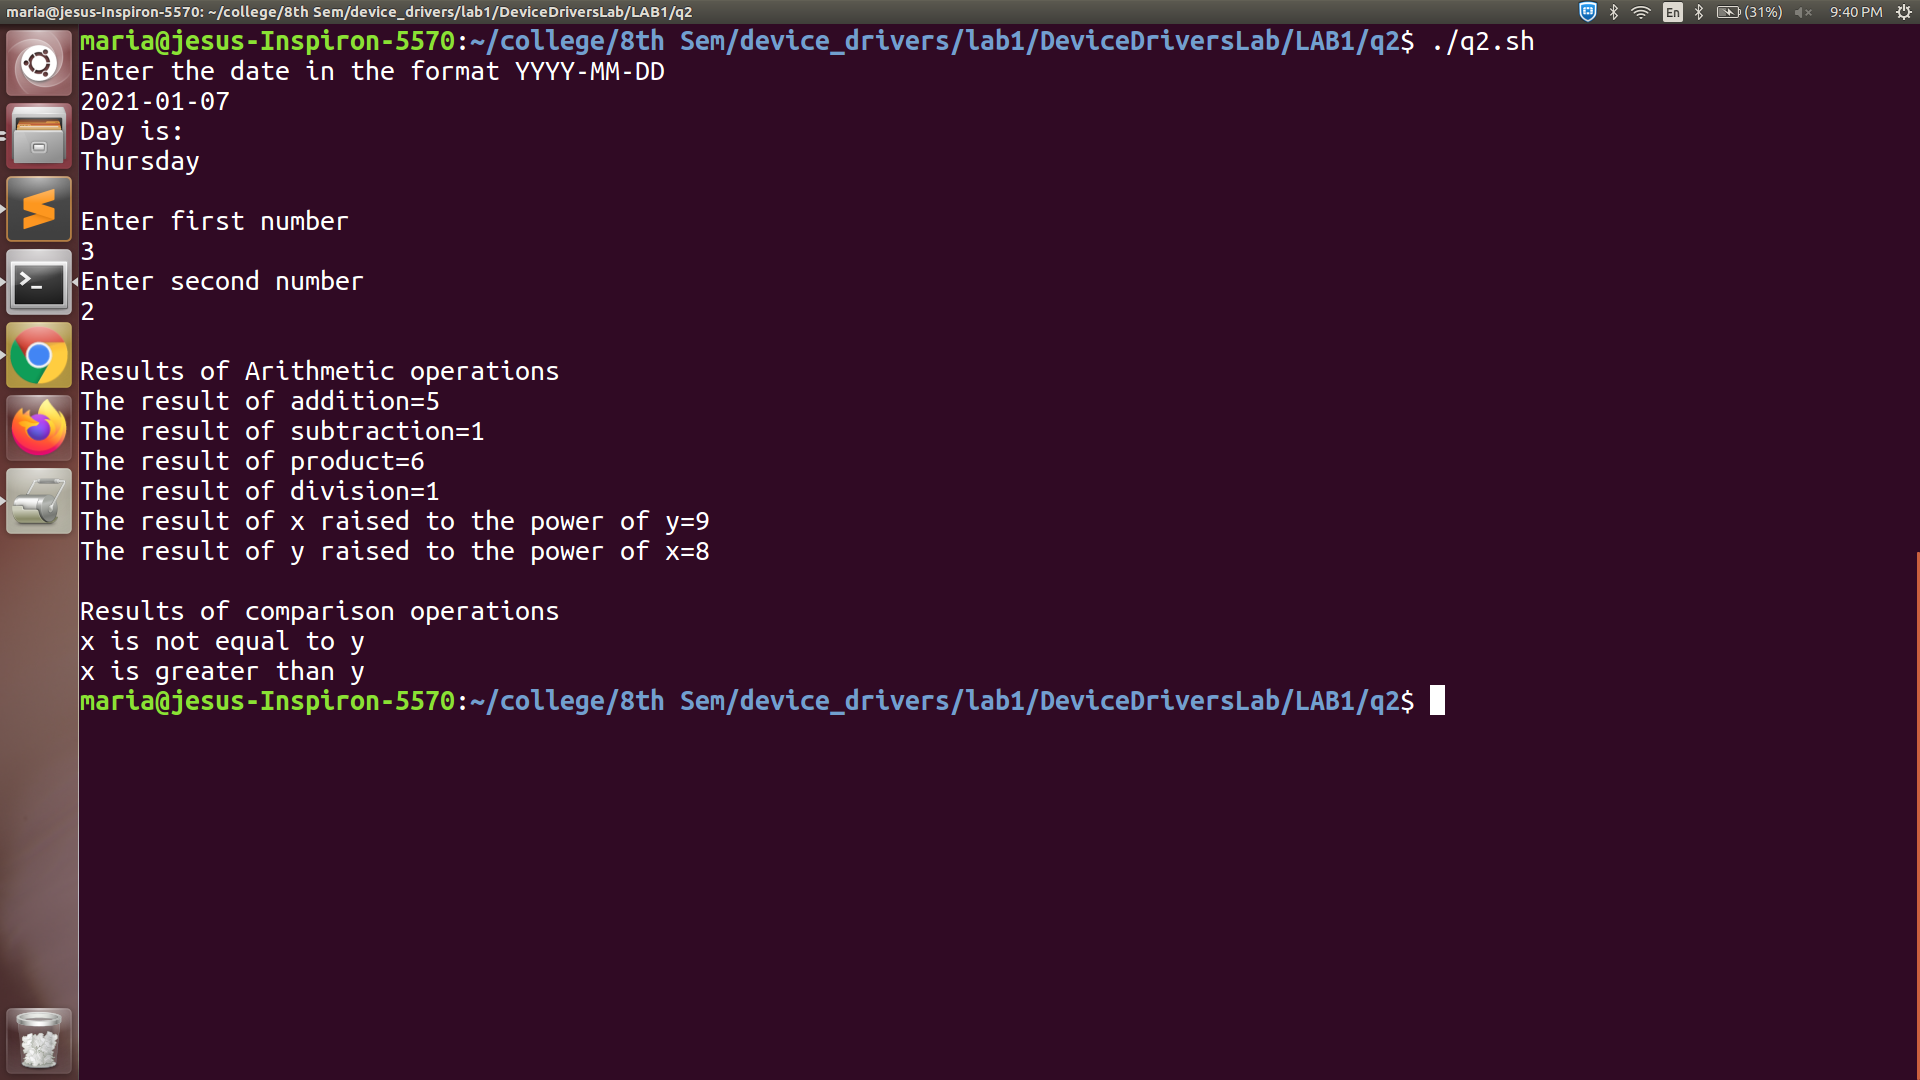 maria@jesus-Inspiron-5570: ~/college/8th Sem/device_drivers/lab1/DeviceDriversLab/LAB1/q2
En (31%) 9:40 PM
maria@jesus-Inspiron-5570:~/college/8th Sem/device_drivers/lab1/DeviceDriversLab/LAB1/q2$ ./q2.sh
Enter the date in the format YYYY-MM-DD
2021-01-07
Day is:
Thursday
Enter first number
3
Enter second number
2
Results of Arithmetic operations
The result of addition=5
The result of subtraction=1
The result of product=6
The result of division=1
The result of x raised to the power of y=9
The result of y raised to the power of x=8
Results of comparison operations
x is not equal to y
x is greater than y
maria@jesus-Inspiron-5570:~/college/8th Sem/device_drivers/lab1/DeviceDriversLab/LAB1/q2$